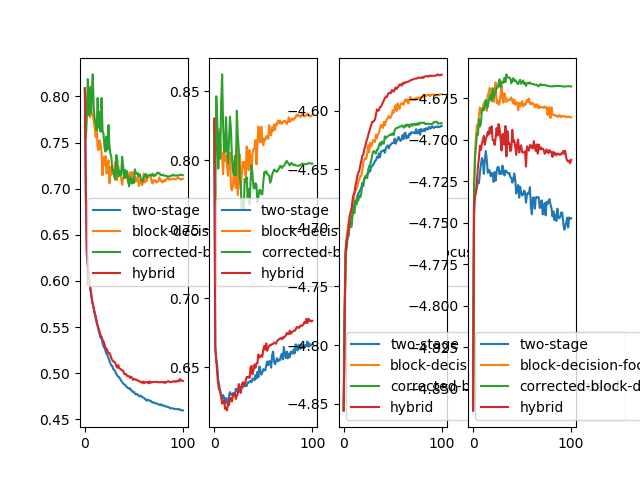 0.80
0.75
0.70
0.65
0.60
0.55
0.50
0.45
0
100
two-stage
block-decis
corrected-b
hybrid
0.85
0.80
0.75
0.70
0.65
0
100
two-stage
block-decis
corrected-b
hybrid
ocus
−4.60
−4.65
−4.70
−4.75
−4.80
−4.85
0
100
two-stage
block-decis
corrected-b
hybrid
−4.675
−4.700
−4.725
−4.750
−4.775
−4.800
−4.825
−4.850
0
100
two-stage
block-decision-foc
corrected-block-d
hybrid